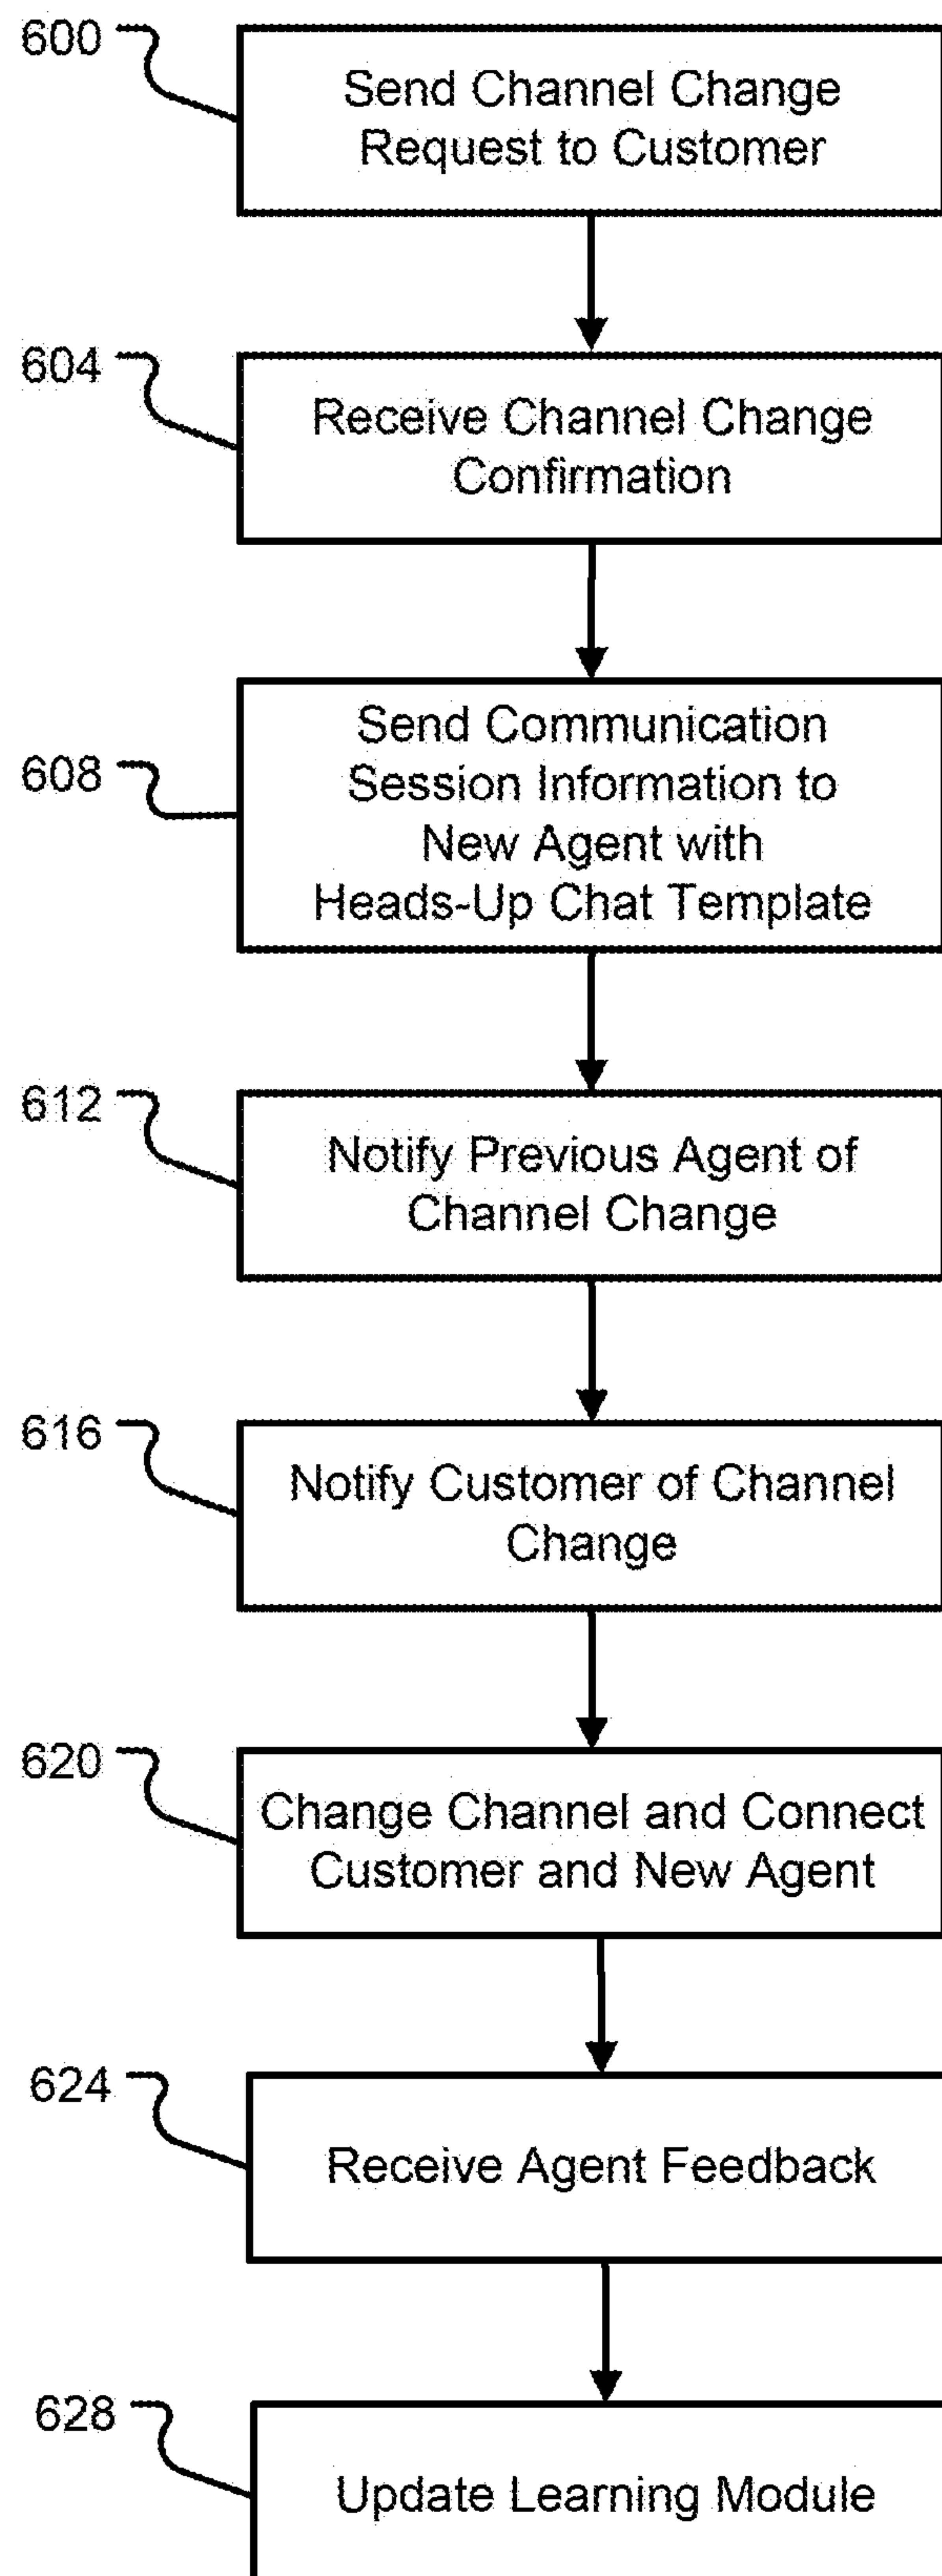 600
Send Channel Change
Request to Customer
604
Receive Channel Change
Confirmation
608
Send Communication
Session Information to
New Agent with
Heads-Up Chat Template
612
Notify Previous Agent of
Channel Change
616
Notify Customer of Channel
Change
620
Change Channel and Connect
Customer and New Agent
624
Receive Agent Feedback
628
Update Learning Module